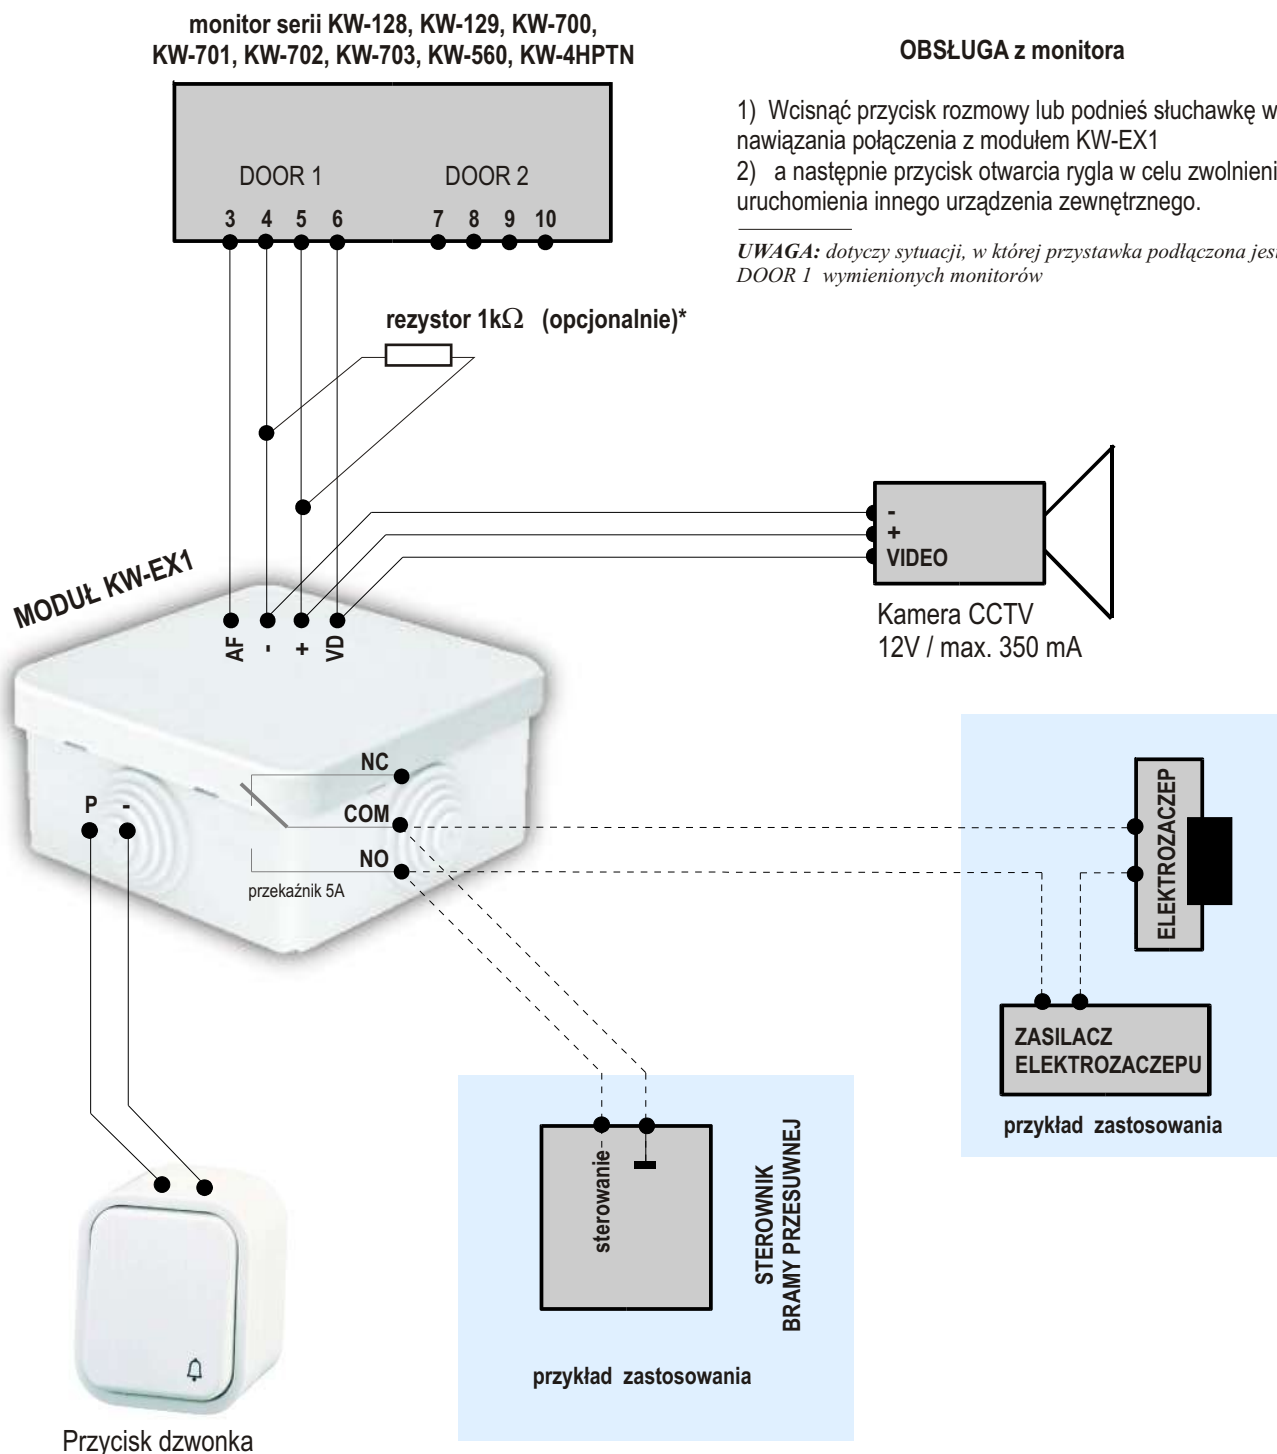 monitor serii KW-128, KW-129, KW-700,
KW-701, KW-702, KW-703, KW-560, KW-4HPTN
OBSŁUGA z monitora
1) Wcisnąć przycisk rozmowy lub podnieś słuchawkę w
nawiązania połączenia z modułem KW-EX1
2) a następnie przycisk otwarcia rygla w celu zwolnieni
uruchomienia innego urządzenia zewnętrznego.
UWAGA: dotyczy sytuacji, w której przystawka podłączona jest
DOOR 1 wymienionych monitorów
DOOR 1 DOOR 2
3 4 5 6 7 8 9 10
rezystor 1kΩ (opcjonalnie)*
-
+
VIDEO
Kamera CCTV
12V / max. 350 mA
MODUŁ KW-EX1
AF - + VD
NC
COM
NO
przekaźnik 5A
P -
ELEKTROZACZEP
ZASILACZ
ELEKTROZACZEPU
przykład zastosowania
sterowanie
STEROWNIK
BRAMY PRZESUWNEJ
przykład zastosowania
Przycisk dzwonka